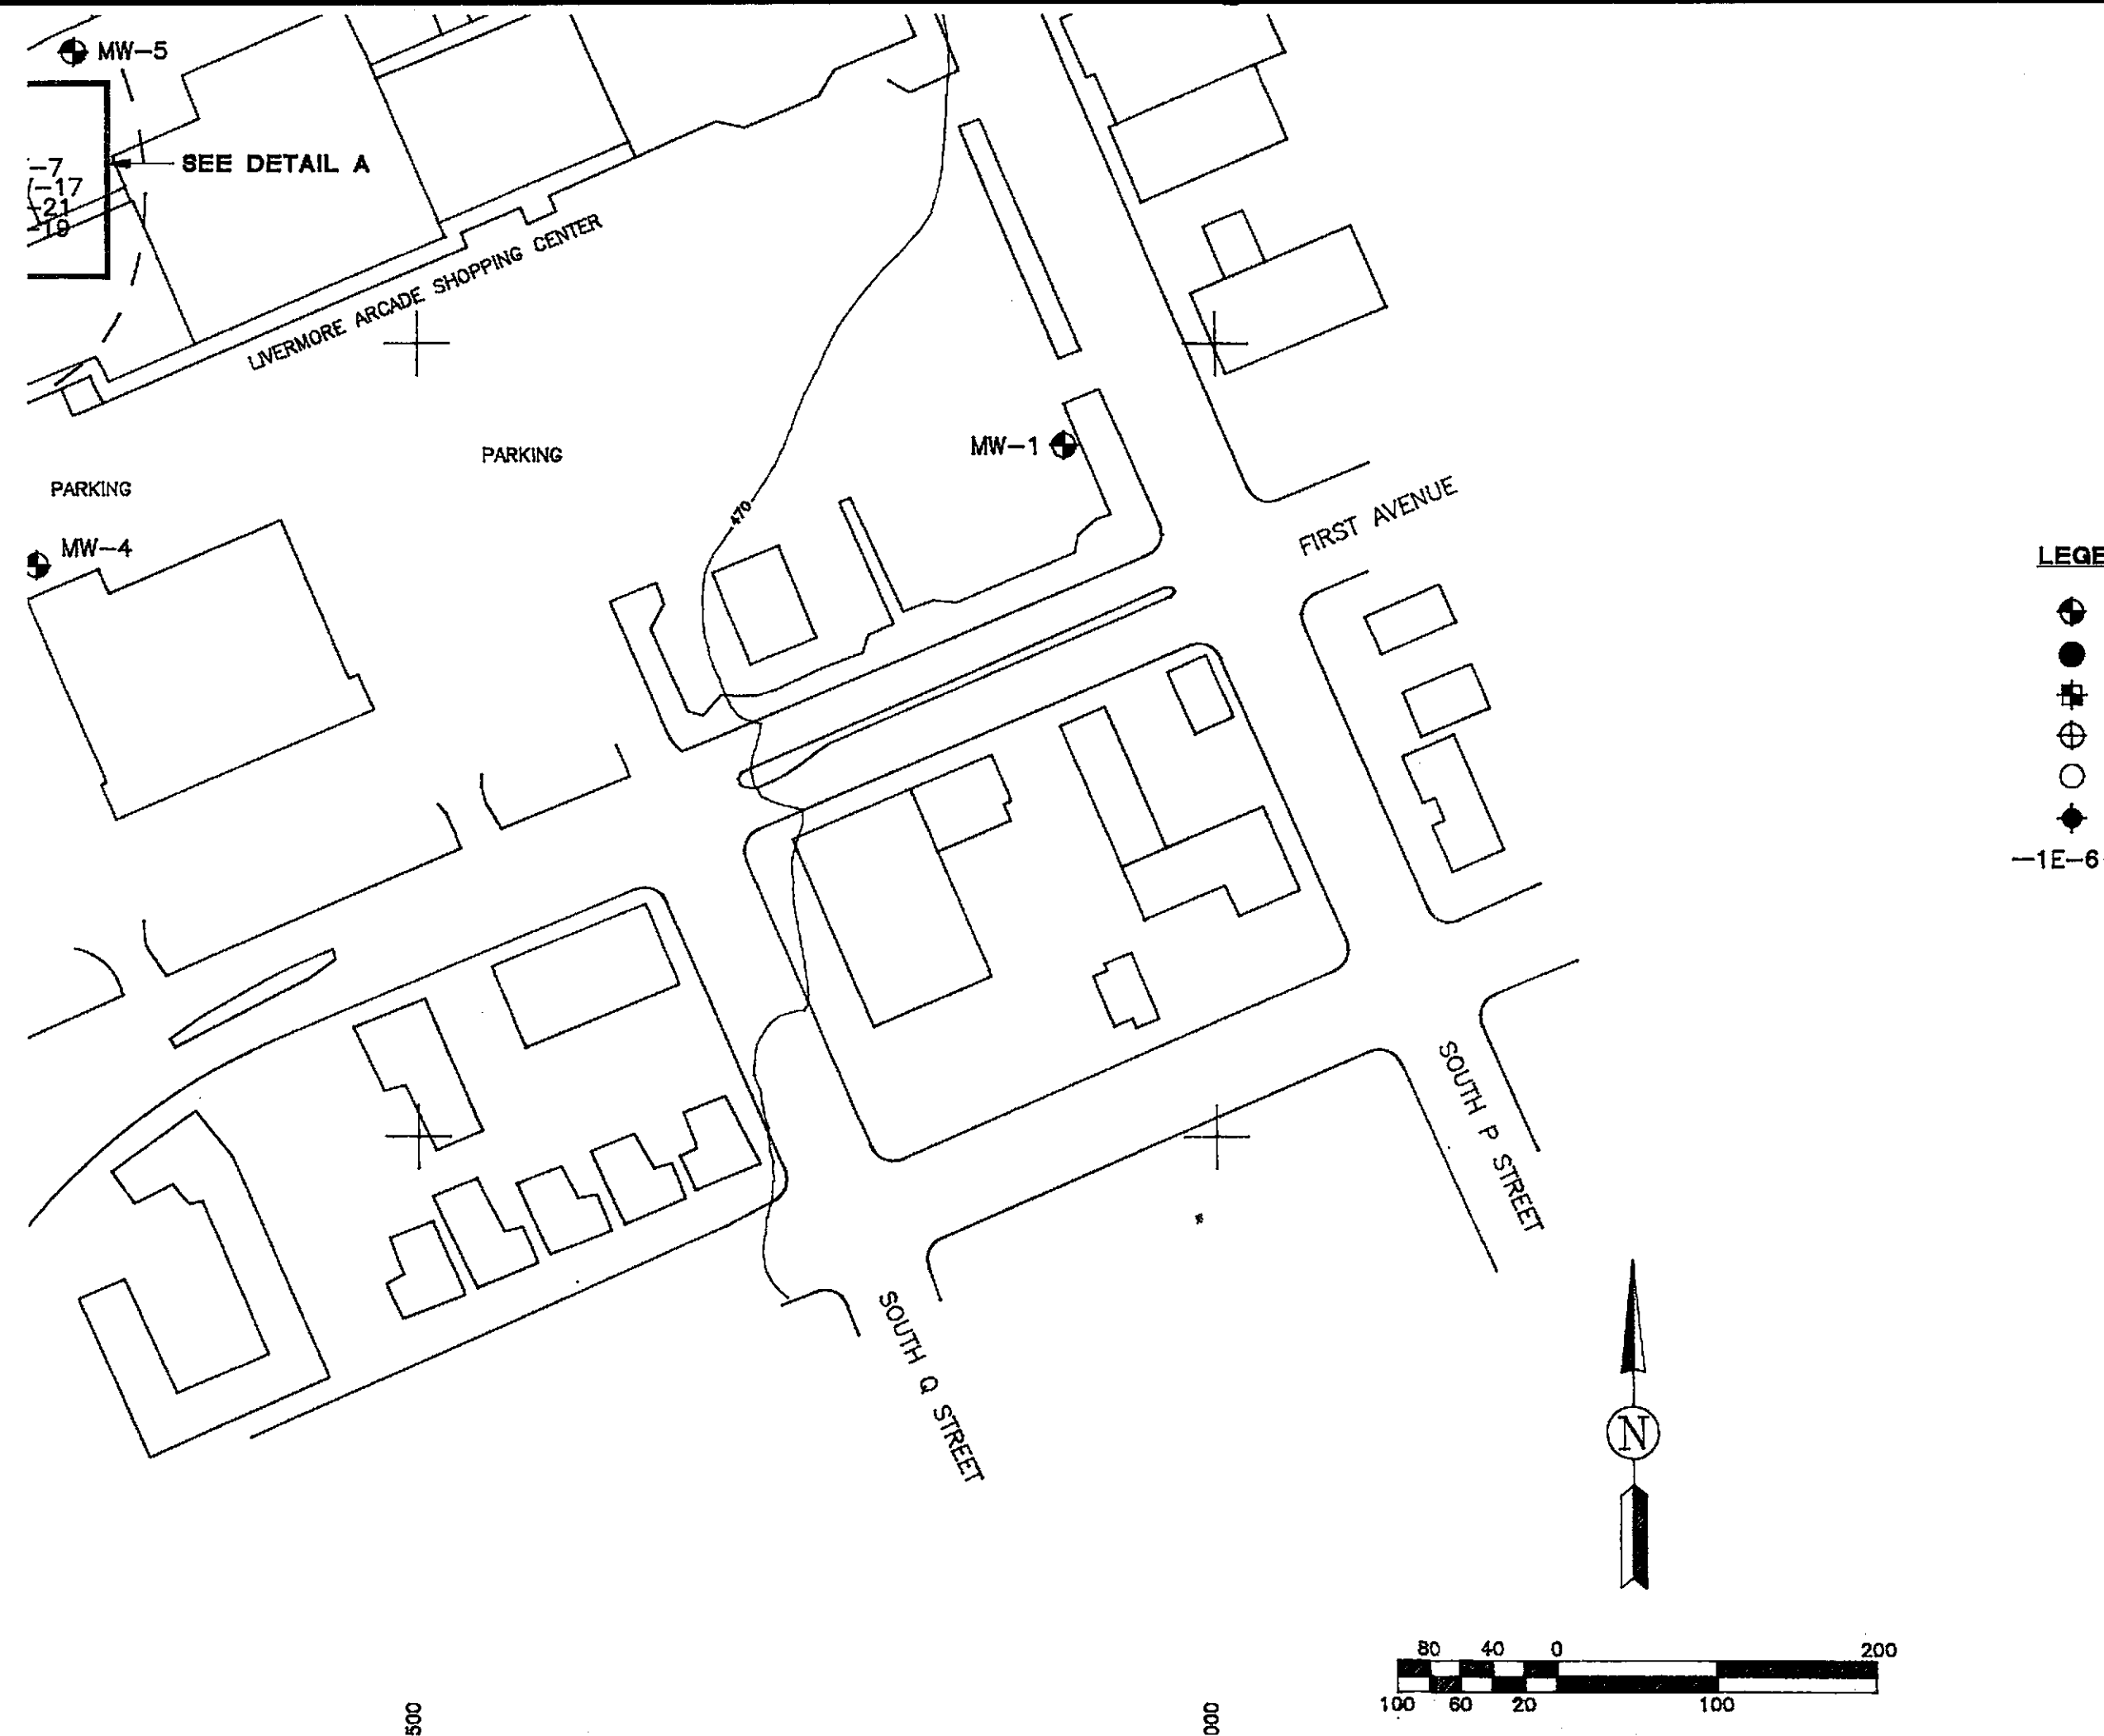 MW-5
SEE DETAIL A
-7
-17
-21
-19
LIVERMORE ARCADE SHOPPING CENTER
PARKING
PARKING
MW-1
470
FIRST AVENUE
MW-4
LEGE
-1E-6
SOUTH P STREET
SOUTH Q STREET
N
80 40 0 200
100 60 20 100
500
000